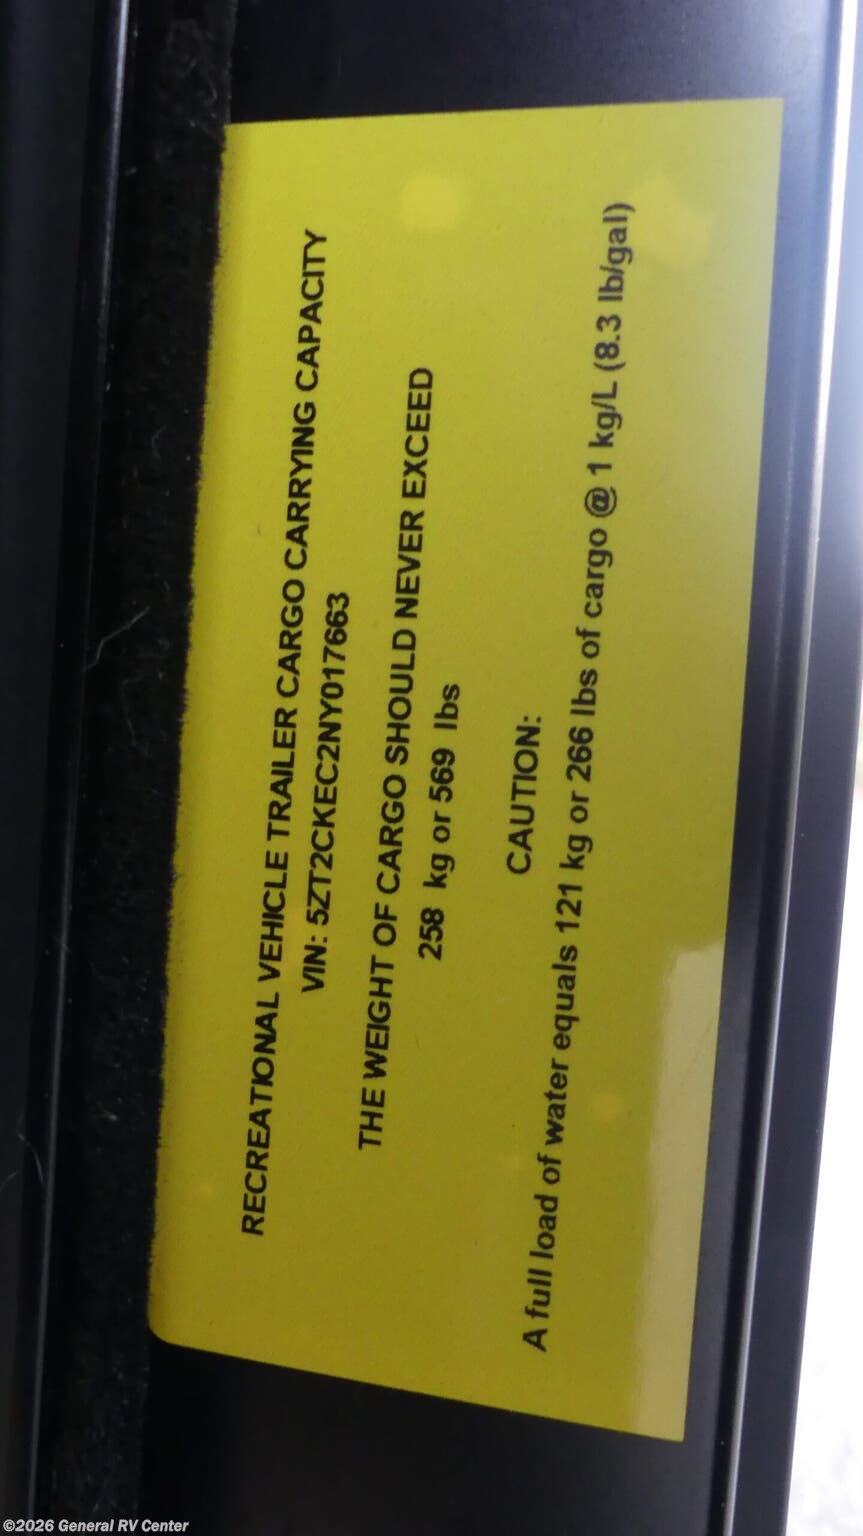 RECREATIONAL VEHICLE TRAILER CARGO CARRYING CAPACITY
VIN: 5ZT2CKEC2NY017663
THE WEIGHT OF CARGO SHOULD NEVER EXCEED
258 kg or 569 lbs
CAUTION:
A full load of water equals 121 kg or 266 lbs of cargo @ 1 kg/L (8.3 lb/gal)
©2026 General RV Center